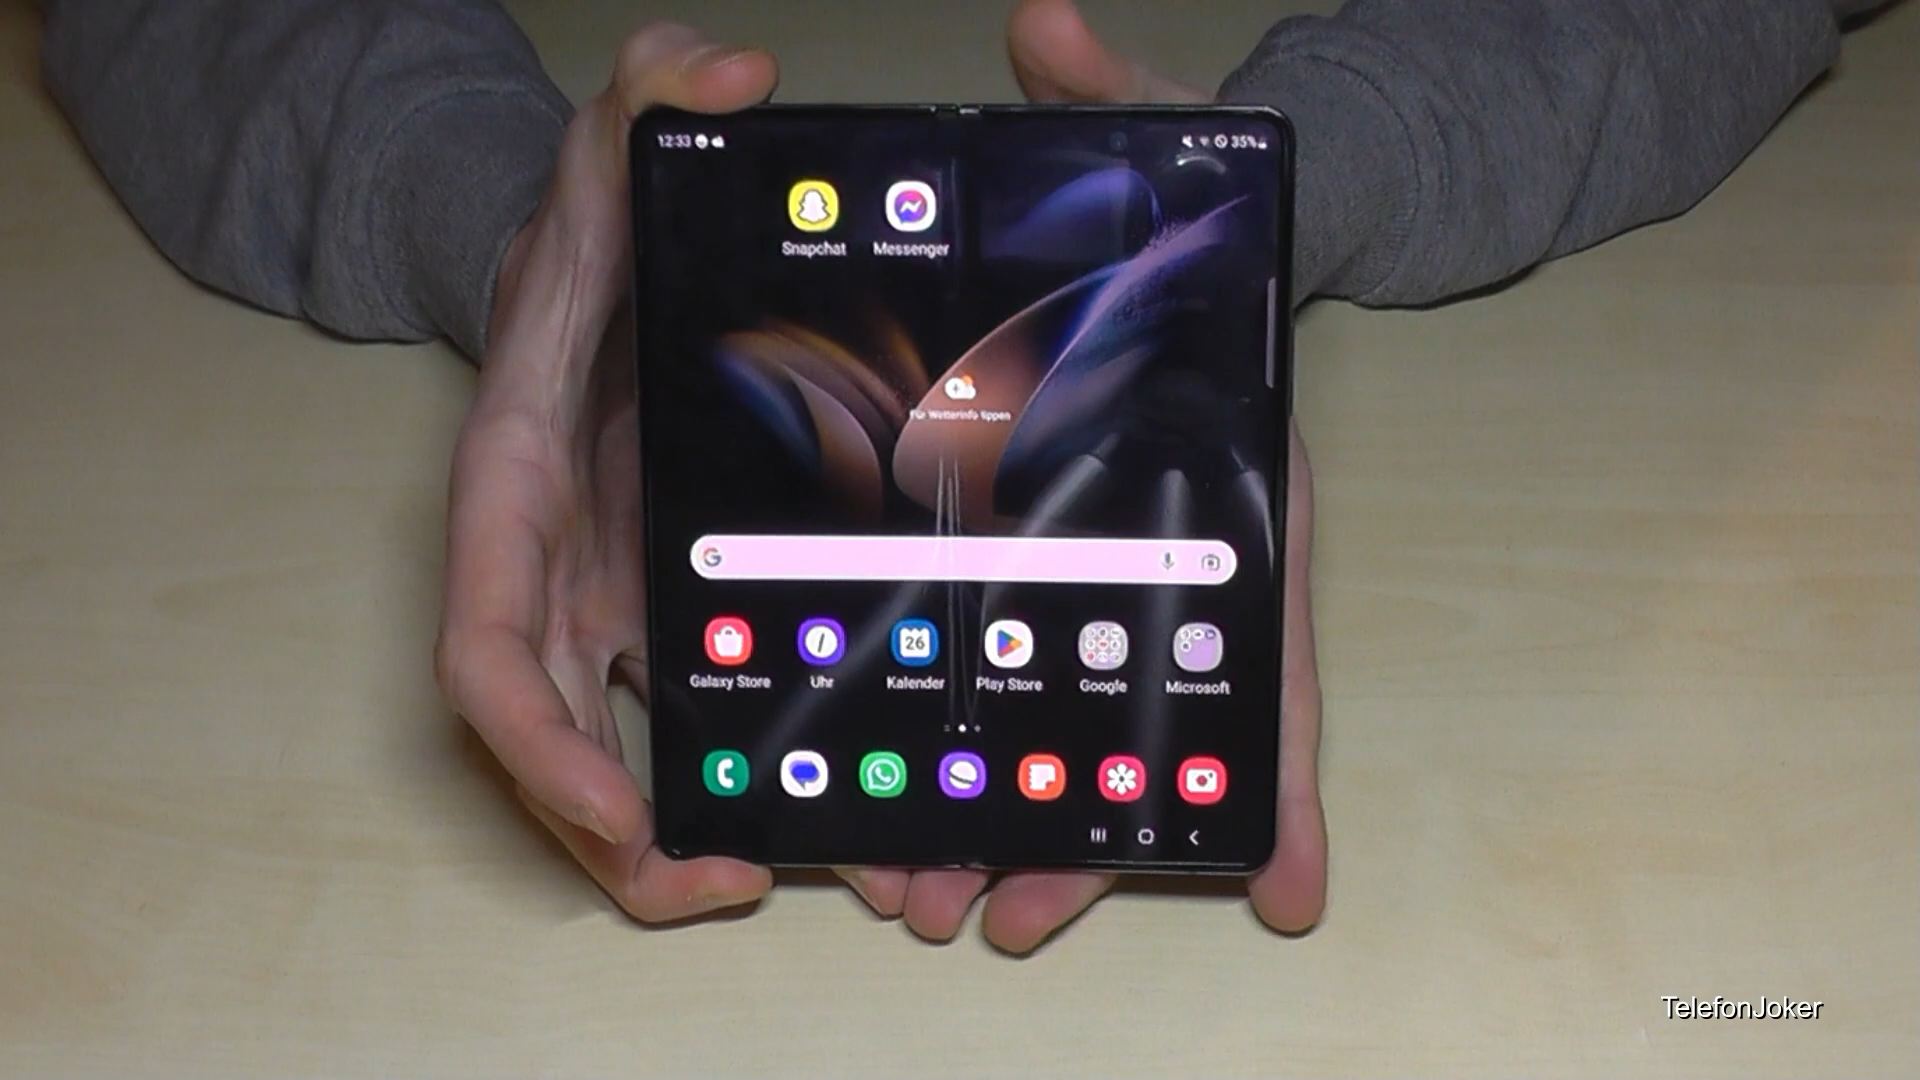 12:33
35%
Snapchat Messenger
Für Wetterinfo tippen
G
26
Galaxy Store Uhr Kalender Play Store Google Microsoft
TelefonJoker